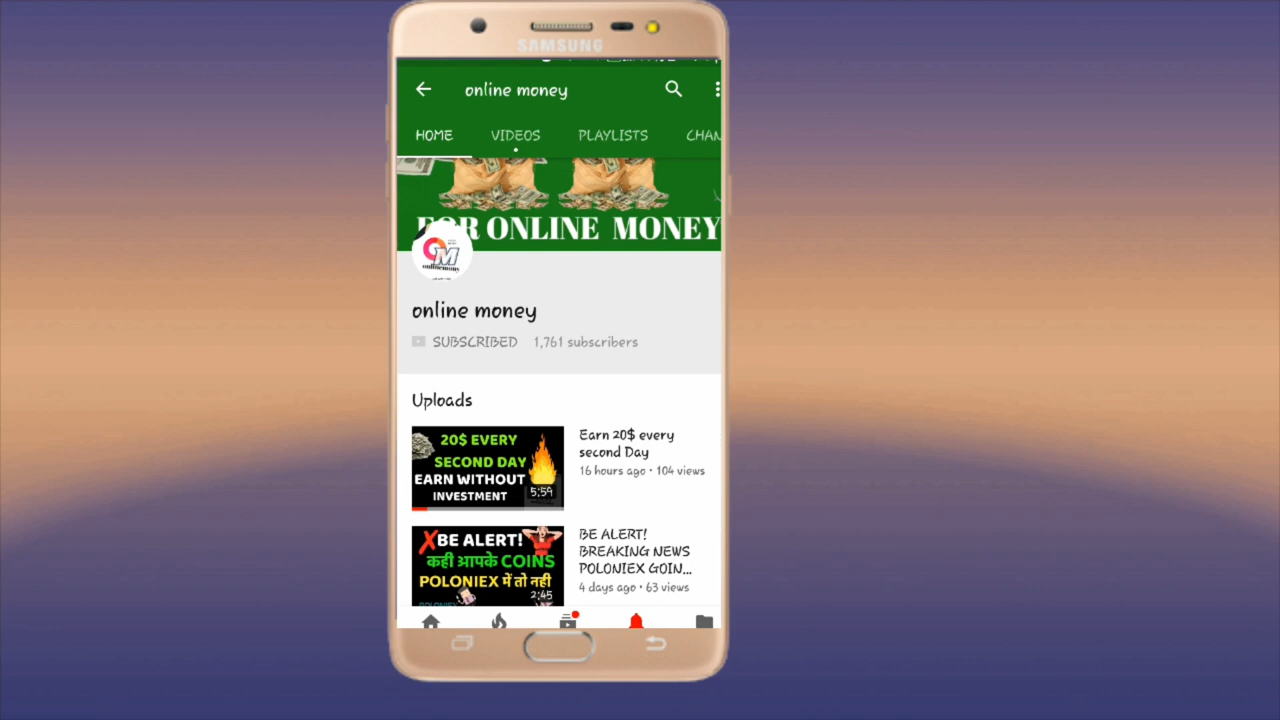 SAMSUNG
online money
HOME VIDEOS PLAYLISTS CHAN
FOR ONLINE MONEY
OM
online money
SUBSCRIBED 1,761 subscribers
Uploads
20$ EVERY
SECOND DAY
EARN WITHOUT
INVESTMENT
5:59
Earn 20$ every
second Day
16 hours ago • 104 views
BE ALERT!
कही आपके COINS
POLONIEX में तो नही
2:45
POLONIEX
BE ALERT!
BREAKING NEWS
POLONIEX GOIN...
4 days ago • 63 views